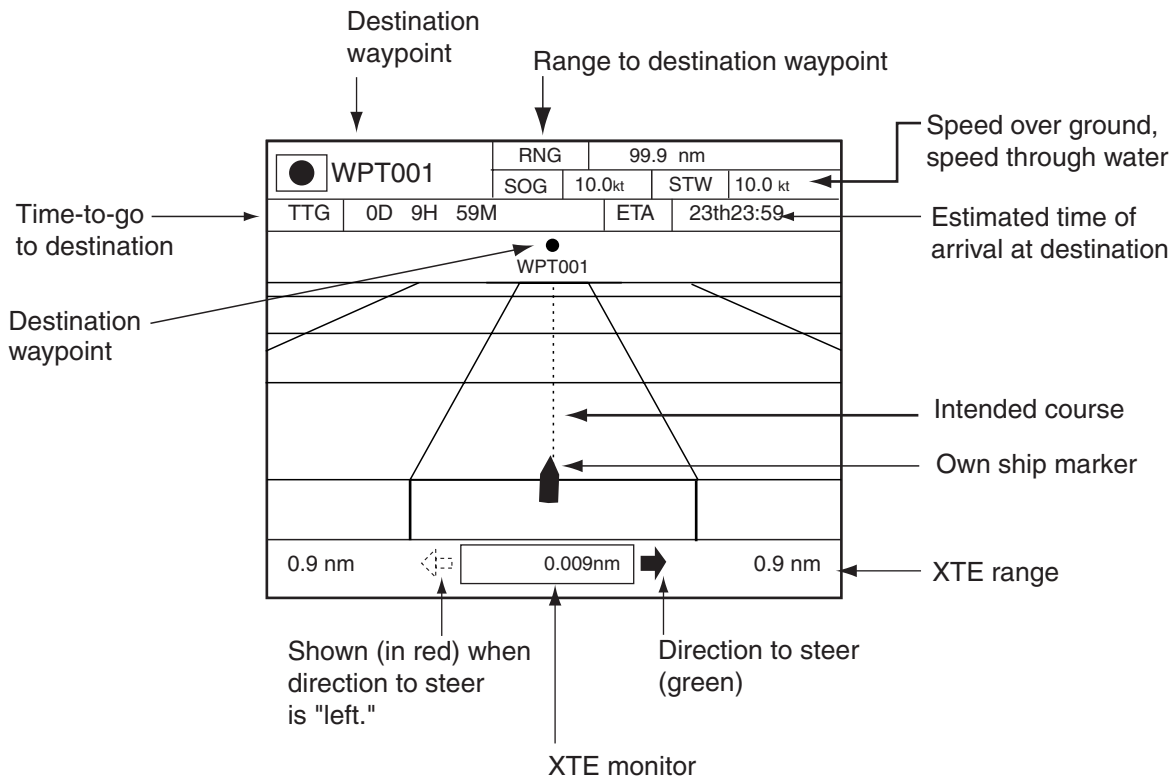 Destination
waypoint
Range to destination waypoint
Speed over ground,
speed through water
WPT001
RNG 99.9 nm
SOG 10.0kt STW 10.0 kt
Time-to-go
to destination
TTG 0D 9H 59M ETA 23th23:59
Estimated time of
arrival at destination
WPT001
Destination
waypoint
Intended course
Own ship marker
0.9 nm 0.009nm 0.9 nm
XTE range
Shown (in red) when
direction to steer
is "left."
Direction to steer
(green)
XTE monitor